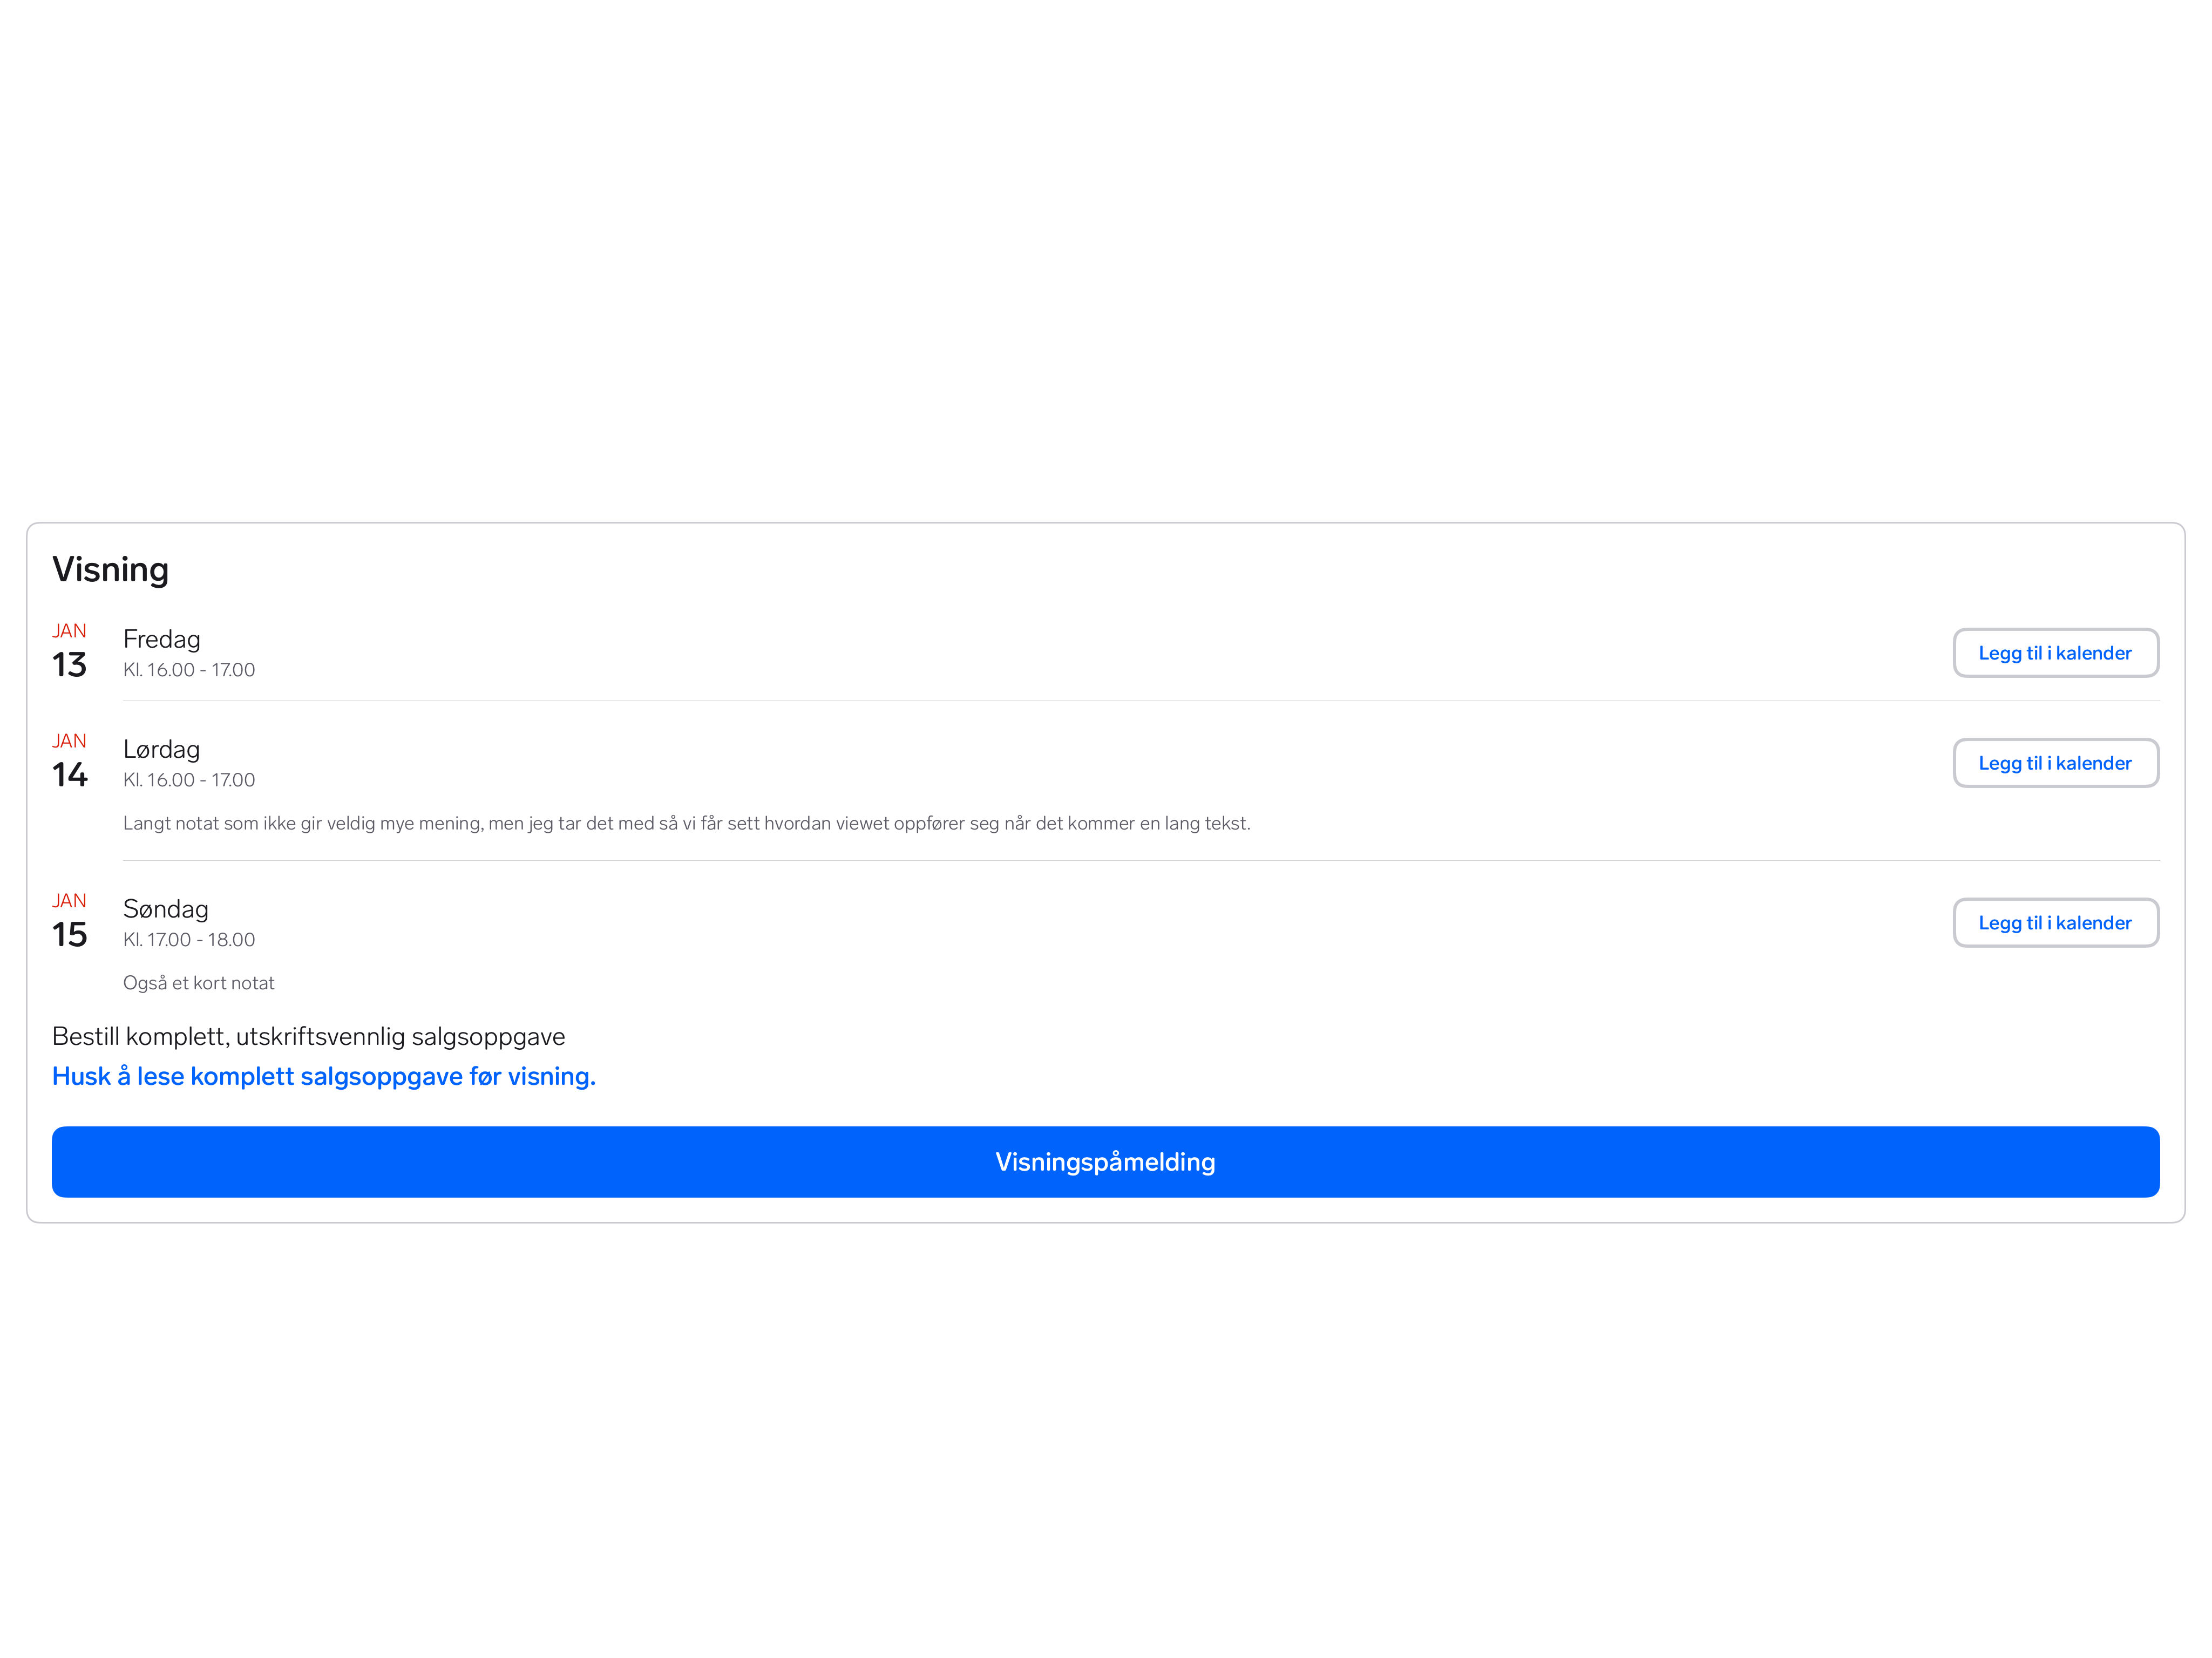 Visning
JAN
13
Fredag
Kl. 16.00 - 17.00
Legg til i kalender
JAN
14
Lørdag
Kl. 16.00 - 17.00
Legg til i kalender
Langt notat som ikke gir veldig mye mening, men jeg tar det med så vi får sett hvordan viewet oppfører seg når det kommer en lang tekst.
JAN
15
Søndag
Kl. 17.00 - 18.00
Legg til i kalender
Også et kort notat
Bestill komplett, utskriftsvennlig salgsoppgave
Husk å lese komplett salgsoppgave før visning.
Visningspåmelding